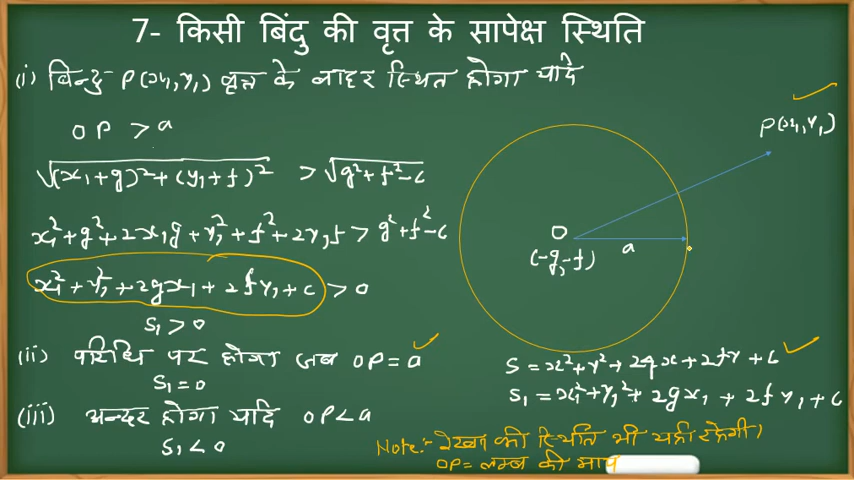 7- किसी बिंदु की वृत्त के सापेक्ष स्थिति
(i) बिन्दु P(x1,y1) वृत्त के बाहर स्थित होगा यदि
OP > a
√(x1+g)²+(y1+f)² > √g²+f²-c
x1²+g²+2x1g+y1²+f²+2y1f > g²+f²-c
x1²+y1²+2gx1+2fy1+c > 0
S1 > 0
(ii) परिधि पर होगा जब OP = a
S1 = 0
(iii) अन्दर होगा यदि OP < a
S1 < 0
P(x1,y1)
O
(-g,-f)
a
S = x²+y²+2gx+2fy+c
S1 = x1²+y1²+2gx1+2fy1+c
Note:- रेखा की स्थिति भी यही रहेगी।
OP = लम्ब की माप